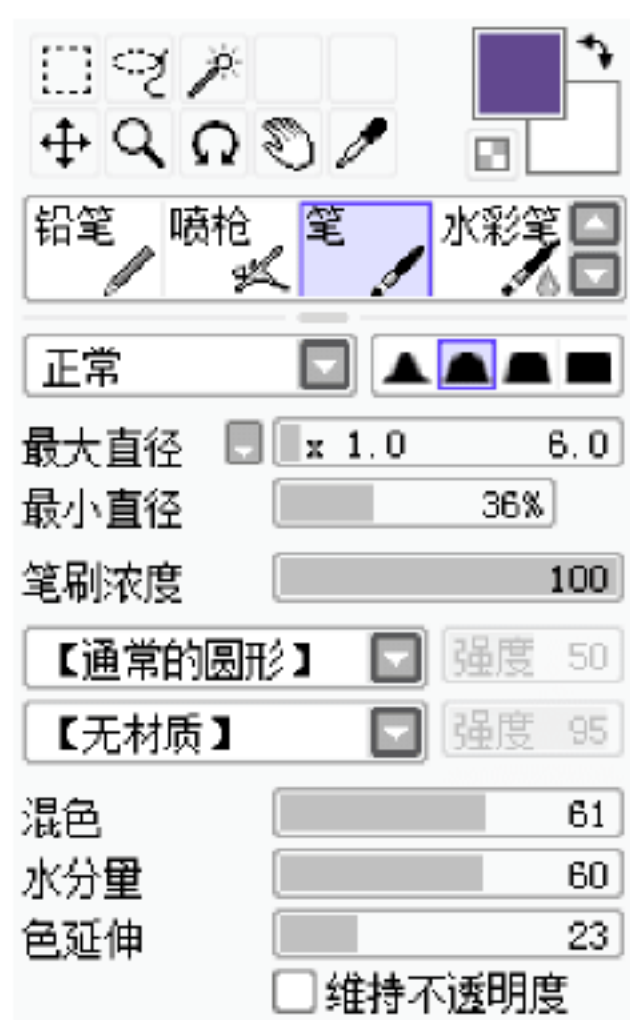 铅笔 喷枪 笔 水彩笔
正常
最大直径 x 1.0 6.0
最小直径 36%
笔刷浓度 100
【通常的圆形】 强度 50
【无材质】 强度 95
混色 61
水分量 60
色延伸 23
维持不透明度